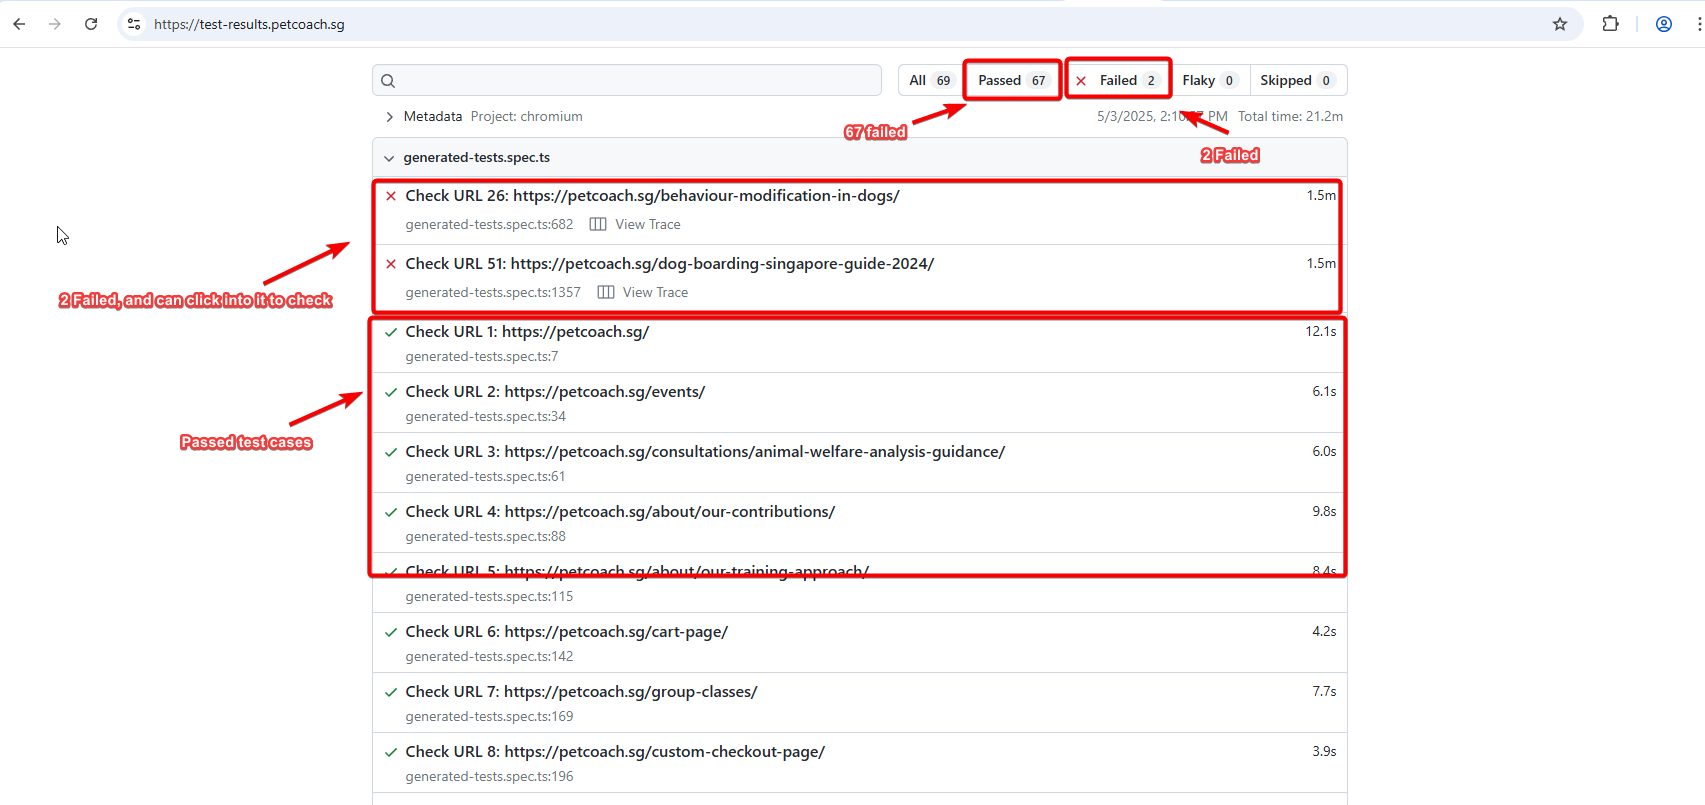 https://test-results.petcoach.sg
All 69 Passed 67 Failed 2 Flaky 0 Skipped 0
Metadata Project: chromium
5/3/2025, 2:10: PM Total time: 21.2m
67 failed
2 Failed
generated-tests.spec.ts
Check URL 26: https://petcoach.sg/behaviour-modification-in-dogs/ 1.5m
generated-tests.spec.ts:682 View Trace
Check URL 51: https://petcoach.sg/dog-boarding-singapore-guide-2024/ 1.5m
generated-tests.spec.ts:1357 View Trace
2 Failed, and can click into it to check
Check URL 1: https://petcoach.sg/ 12.1s
generated-tests.spec.ts:7
Check URL 2: https://petcoach.sg/events/ 6.1s
generated-tests.spec.ts:34
Passed test cases
Check URL 3: https://petcoach.sg/consultations/animal-welfare-analysis-guidance/ 6.0s
generated-tests.spec.ts:61
Check URL 4: https://petcoach.sg/about/our-contributions/ 9.8s
generated-tests.spec.ts:88
Check URL 5: https://petcoach.sg/about/our-training-approach/ 8.4s
generated-tests.spec.ts:115
Check URL 6: https://petcoach.sg/cart-page/ 4.2s
generated-tests.spec.ts:142
Check URL 7: https://petcoach.sg/group-classes/ 7.7s
generated-tests.spec.ts:169
Check URL 8: https://petcoach.sg/custom-checkout-page/ 3.9s
generated-tests.spec.ts:196